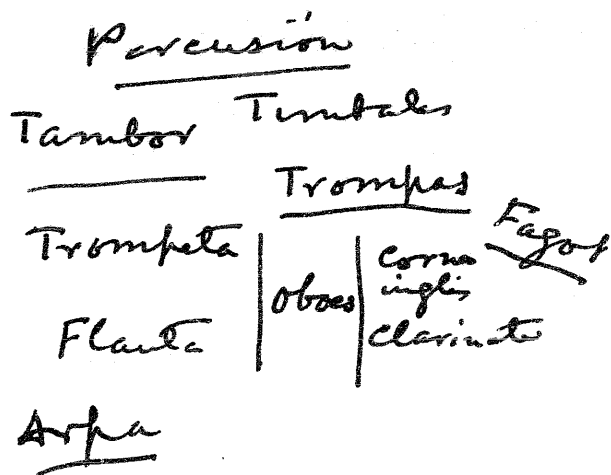 Percusión
Tambor
Timbales
Trompas
Trompeta
Oboes
Corno
inglés
Fagot
Flauta
Clarinete
Arpa